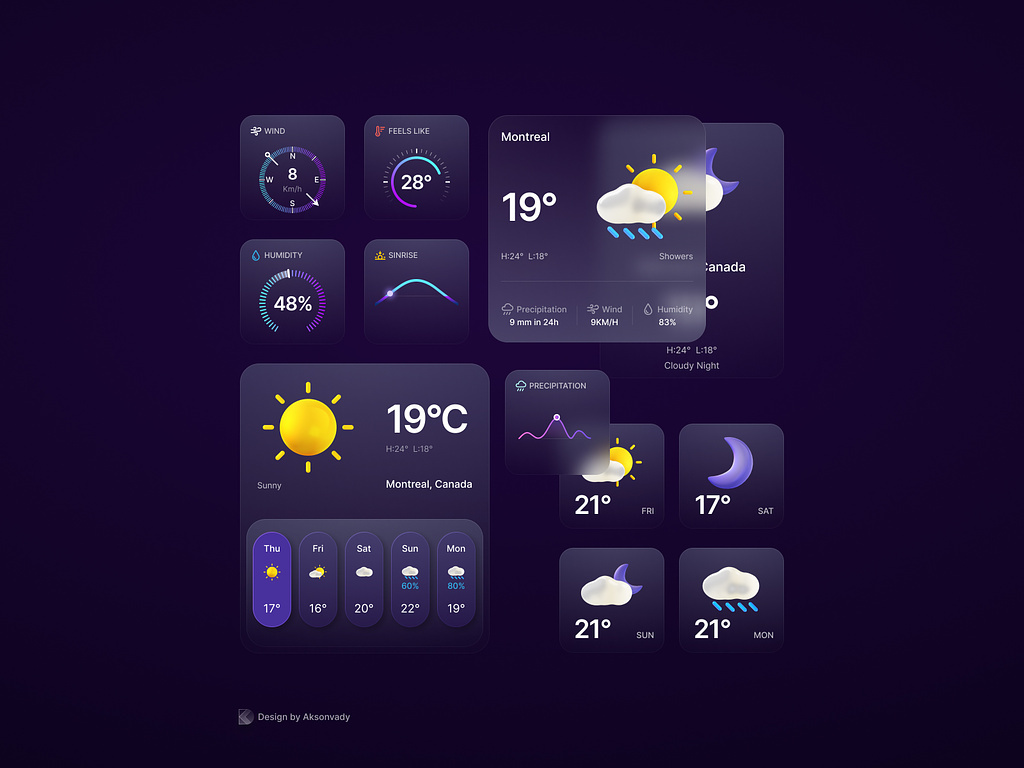 WIND
N
W
8
E
Km/h
S
FEELS LIKE
28°
HUMIDITY
48%
SINRISE
Montreal
19°
H:24° L:18°
Showers
Precipitation
9 mm in 24h
Wind
9KM/H
Humidity
83%
Canada
H:24° L:18°
Cloudy Night
19°C
H:24° L:18°
Sunny
Montreal, Canada
Thu
17°
Fri
16°
Sat
20°
Sun
60%
22°
Mon
80%
19°
PRECIPITATION
21°
FRI
17°
SAT
21°
SUN
21°
MON
Design by Aksonvady